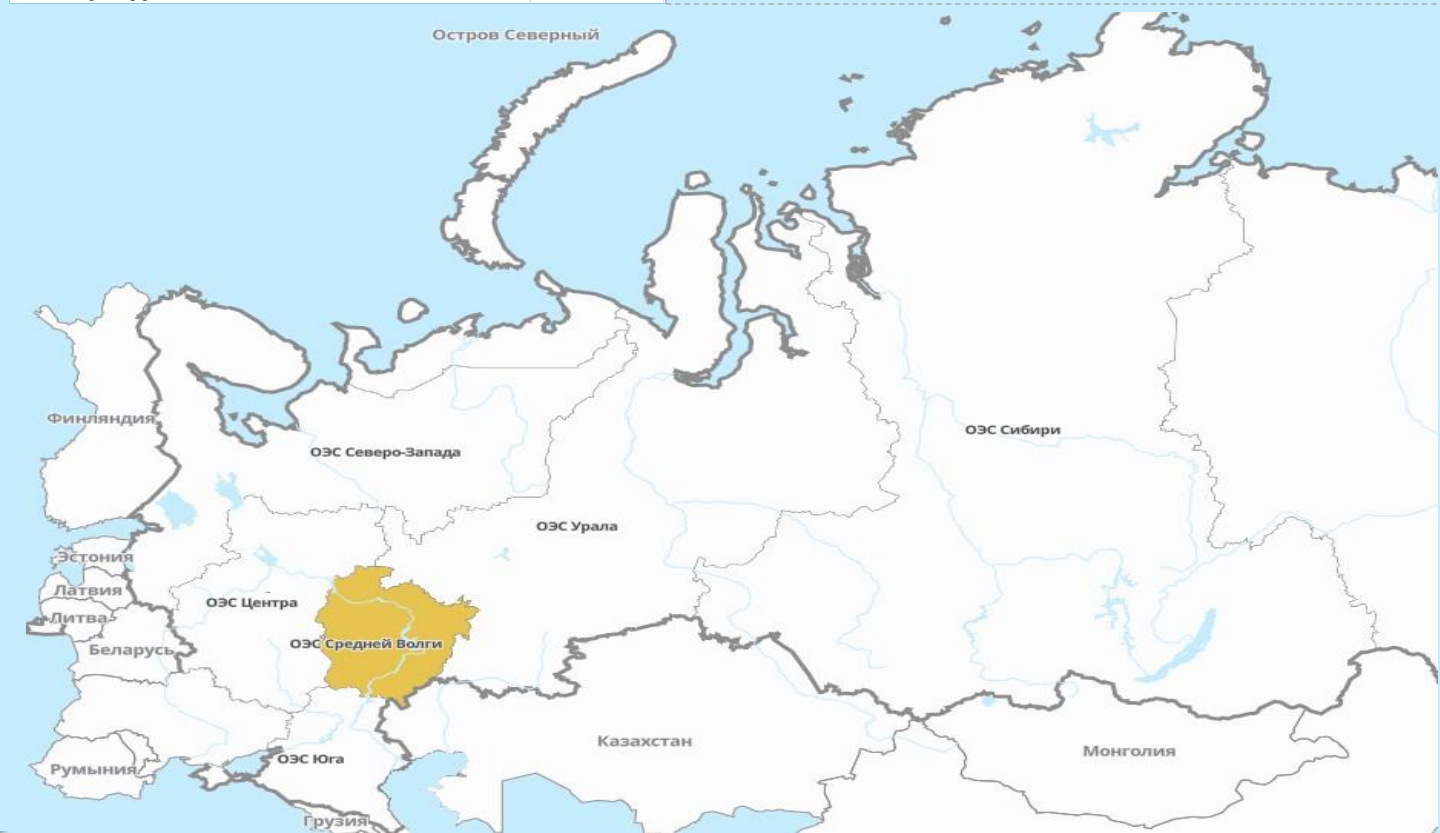 Остров Северный
Финляндия
ОЭС Сибири
ОЭС Северо-Запада
ОЭС Урала
Эстония
Латвия
ОЭС Центра
Литва
ОЭС Средней Волги
Беларусь
Казахстан
Монголия
ОЭС Юга
Румыния
Грузия